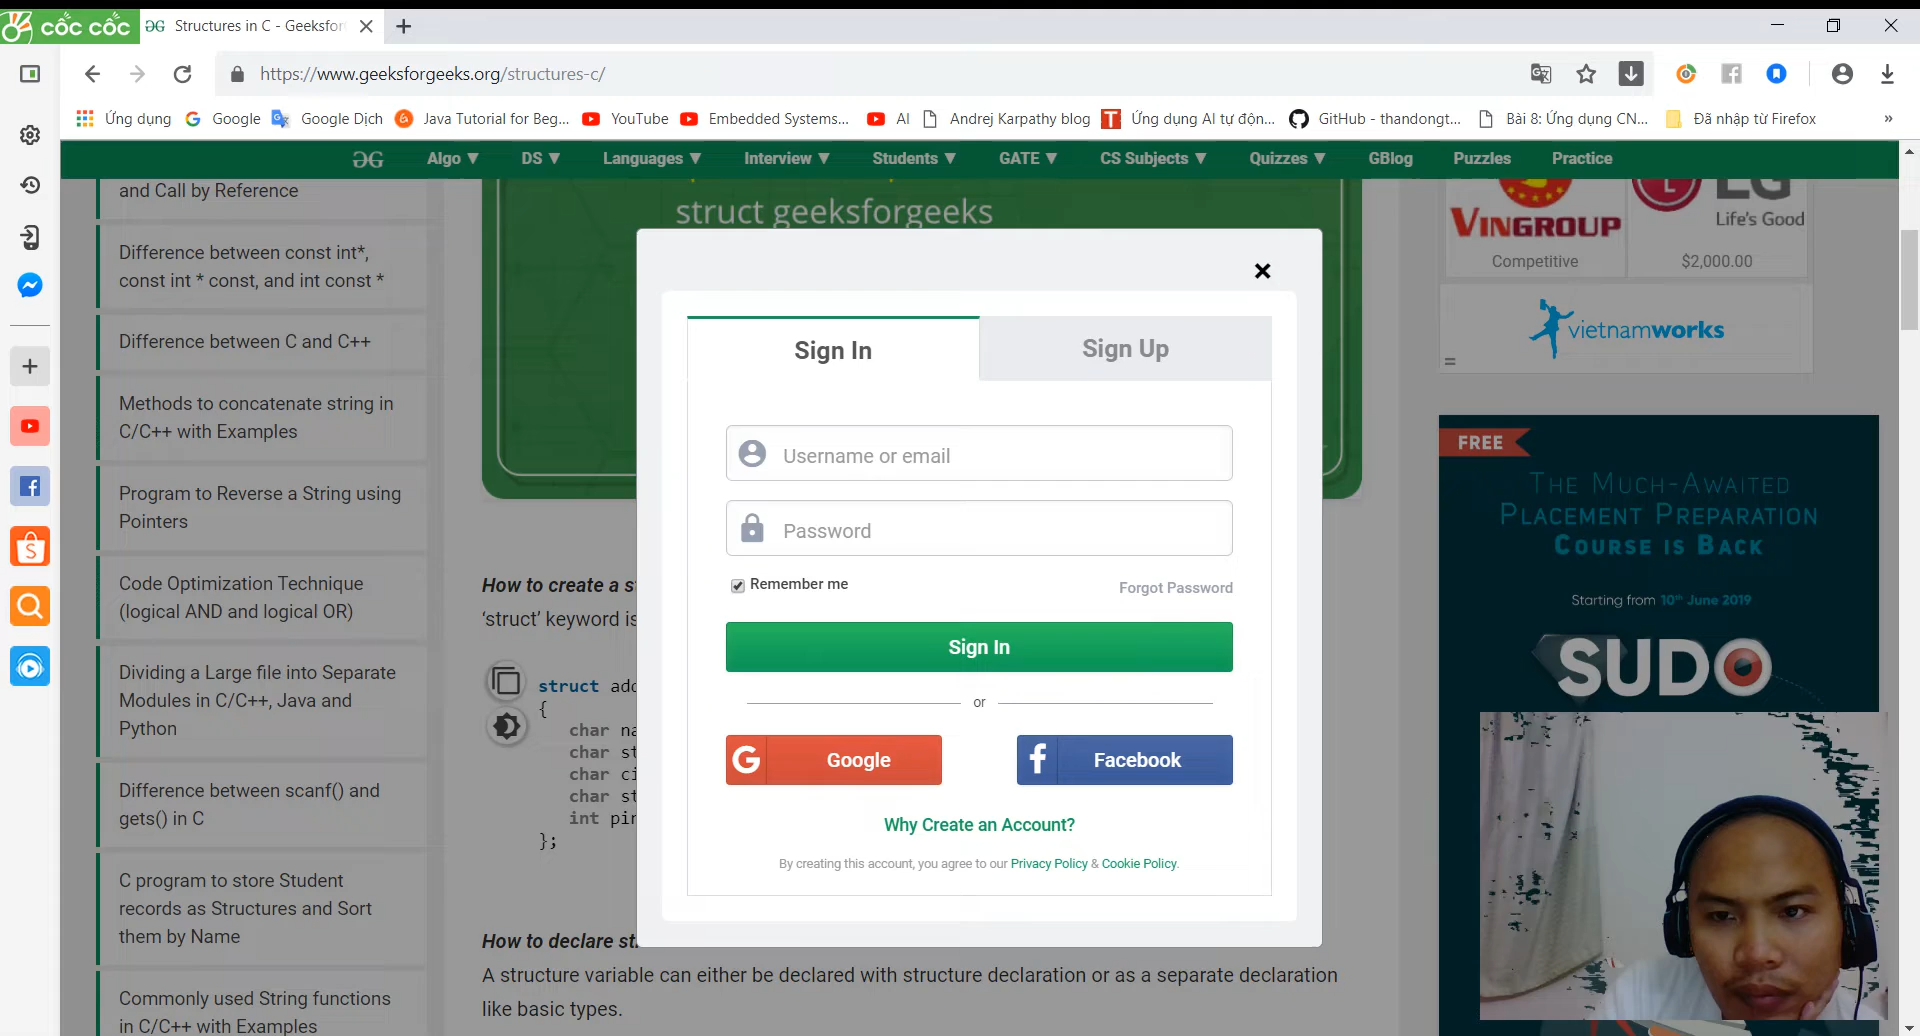 cốc cốc
Structures in C - Geeksfor
https://www.geeksforgeeks.org/structures-c/
Ứng dụng
Google
Google Dịch
Java Tutorial for Beg...
YouTube
Embedded Systems...
AI
Andrej Karpathy blog
Ứng dụng AI tự độn...
GitHub - thandongt...
Bài 8: Ứng dụng CN...
Đã nhập từ Firefox
»
Algo ▼
DS ▼
Languages ▼
Interview ▼
Students ▼
GATE ▼
CS Subjects ▼
Quizzes ▼
GBlog
Puzzles
Practice
and Call by Reference
Difference between const int*,
const int * const, and int const *
Difference between C and C++
Methods to concatenate string in
C/C++ with Examples
Program to Reverse a String using
Pointers
Code Optimization Technique
(logical AND and logical OR)
Dividing a Large file into Separate
Modules in C/C++, Java and
Python
Difference between scanf() and
gets() in C
C program to store Student
records as Structures and Sort
them by Name
Commonly used String functions
in C/C++ with Examples
struct geeksforgeeks
Sign In
Sign Up
Username or email
Password
Remember me
Forgot Password
Sign In
or
Google
Facebook
Why Create an Account?
By creating this account, you agree to our Privacy Policy & Cookie Policy.
How to create a s
'struct' keyword is
struct add
{
char na
char st
char ci
char st
int pin
};
How to declare st
A structure variable can either be declared with structure declaration or as a separate declaration
like basic types.
VINGROUP
Competitive
LG
Life's Good
$2,000.00
vietnamworks
FREE
THE MUCH-AWAITED
PLACEMENT PREPARATION
COURSE IS BACK
Starting from 10th June 2019
SUDO